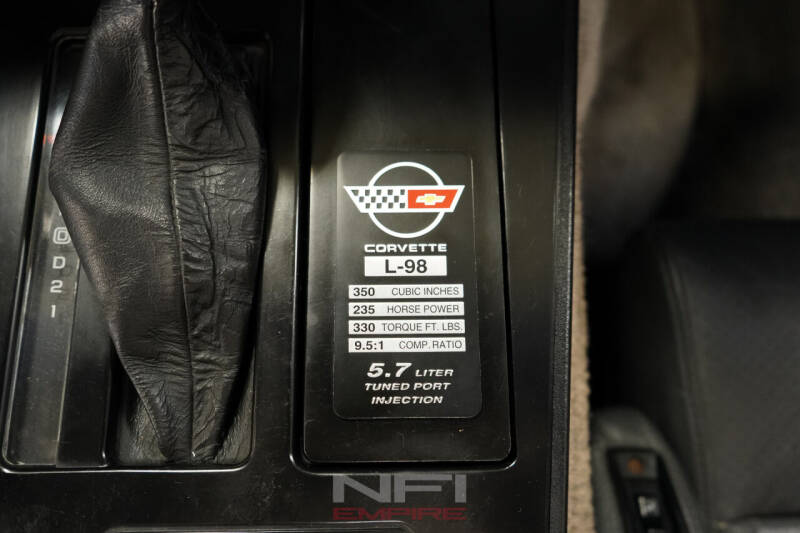 D
2
1
CORVETTE
L-98
350 CUBIC INCHES
235 HORSE POWER
330 TORQUE FT. LBS.
9.5:1 COMP. RATIO
5.7 LITER
TUNED PORT
INJECTION
NFI
EMPIRE